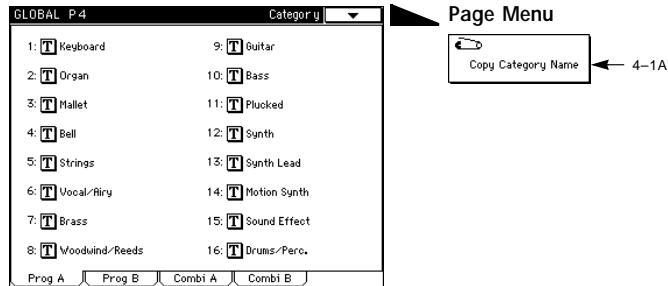 GLOBAL P4 Category
Page Menu
Copy Category Name
4–1A
1: T Keyboard
2: T Organ
3: T Mallet
4: T Bell
5: T Strings
6: T Vocal/Airy
7: T Brass
8: T Woodwind/Reeds
9: T Guitar
10: T Bass
11: T Plucked
12: T Synth
13: T Synth Lead
14: T Motion Synth
15: T Sound Effect
16: T Drums/Perc.
Prog A Prog B Combi A Combi B